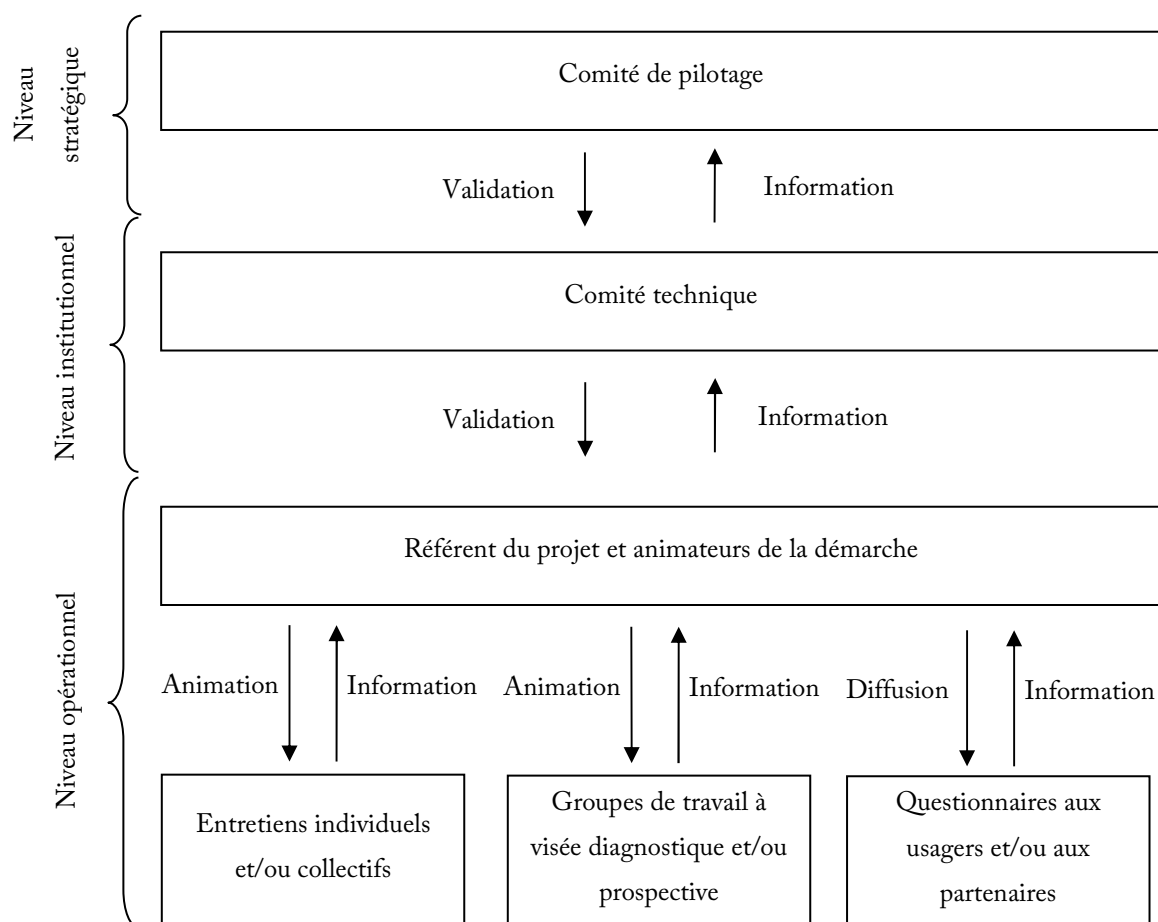 Niveau
stratégique
Comité de pilotage
Validation
Information
Niveau institutionnel
Comité technique
Validation
Information
Niveau opérationnel
Référent du projet et animateurs de la démarche
Animation
Information
Animation
Information
Diffusion
Information
Entretiens individuels
et/ou collectifs
Groupes de travail à
visée diagnostique et/ou
prospective
Questionnaires aux
usagers et/ou aux
partenaires